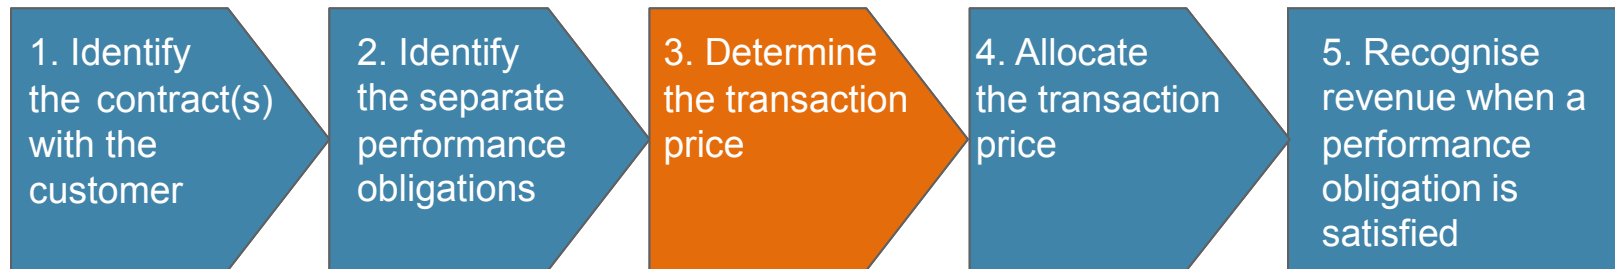 1. Identify
the contract(s)
with the
customer
2. Identify
the separate
performance
obligations
3. Determine
the transaction
price
4. Allocate
the transaction
price
5. Recognise
revenue when a
performance
obligation is
satisfied